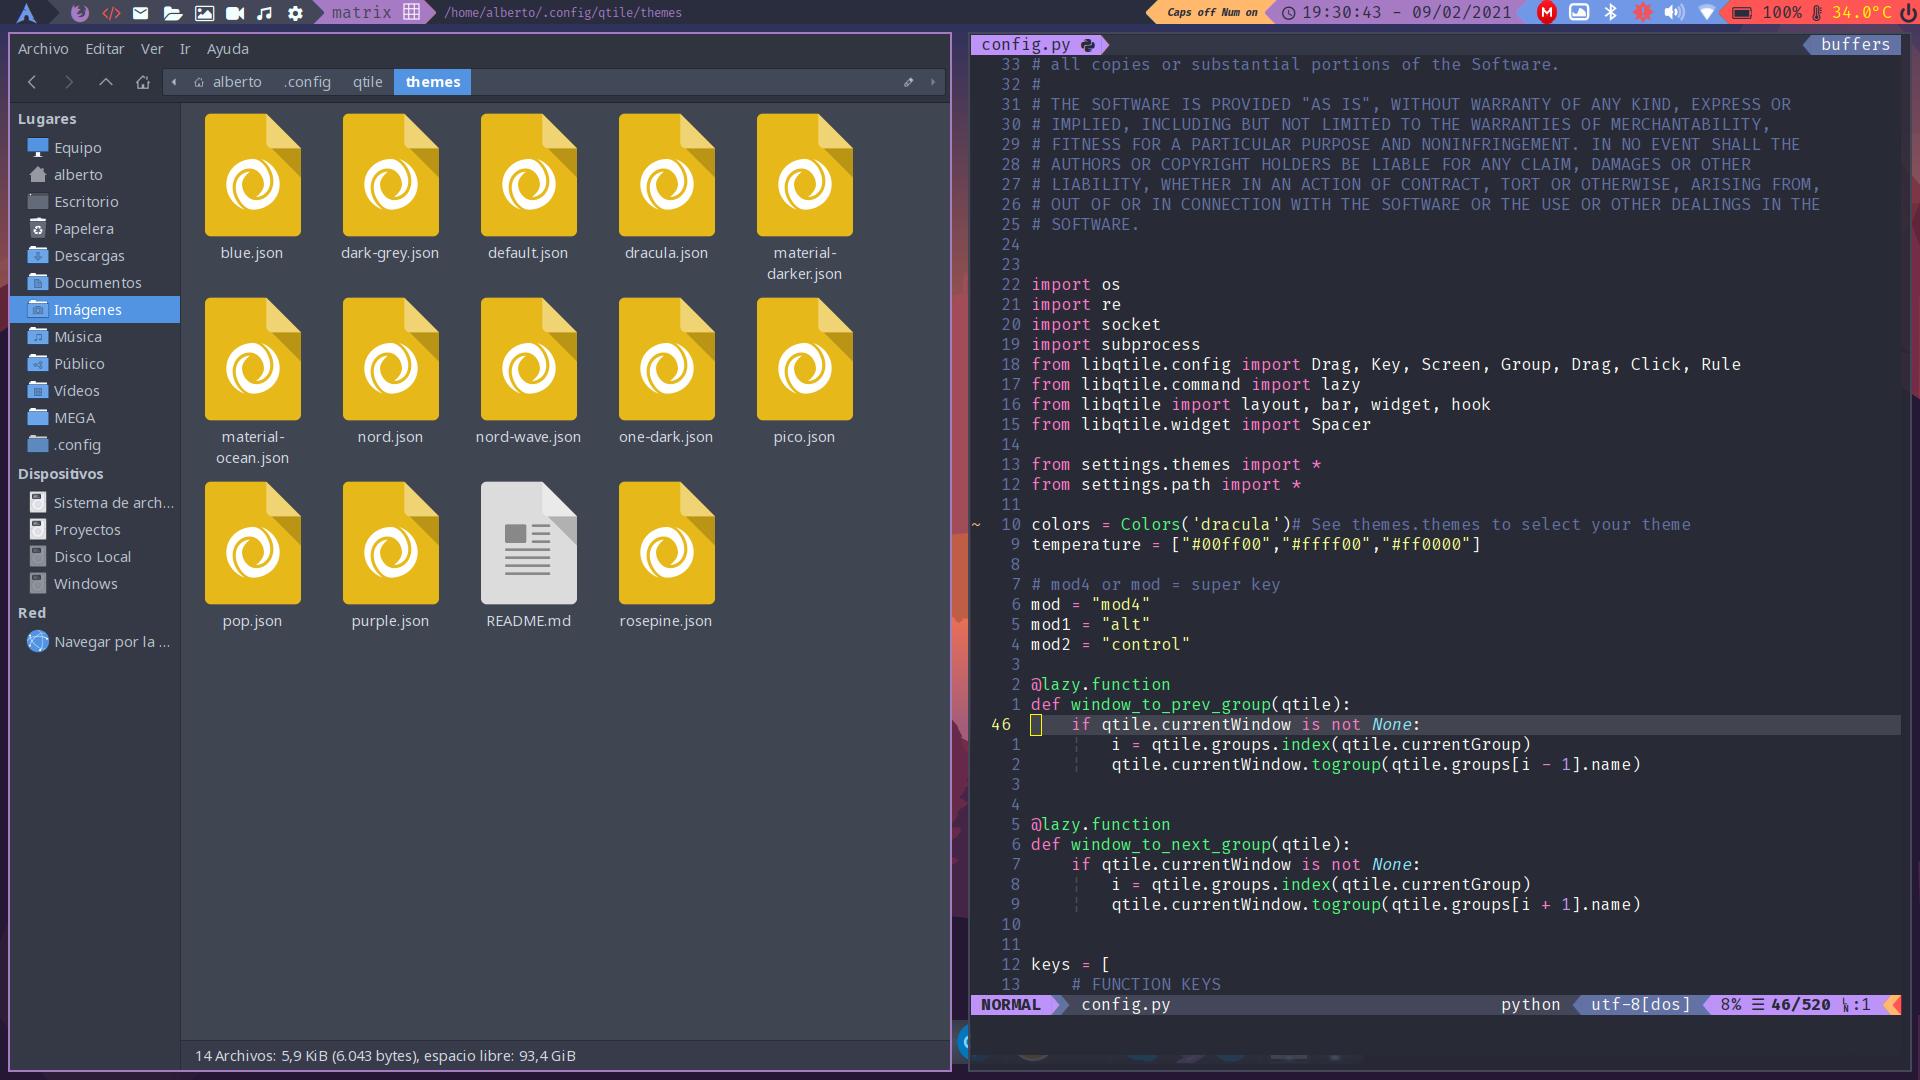 matrix
/home/alberto/.config/qtile/themes
Caps off Num on
19:30:43 - 09/02/2021
M
100%
34.0°C
Archivo Editar Ver Ir Ayuda
alberto .config qtile themes
Lugares
Equipo
alberto
Escritorio
Papelera
Descargas
Documentos
Imágenes
Música
Público
Vídeos
MEGA
.config
Dispositivos
Sistema de arch...
Proyectos
Disco Local
Windows
Red
Navegar por la ...
blue.json
dark-grey.json
default.json
dracula.json
material-
darker.json
material-
ocean.json
nord.json
nord-wave.json
one-dark.json
pico.json
pop.json
purple.json
README.md
rosepine.json
14 Archivos: 5,9 KiB (6.043 bytes), espacio libre: 93,4 GiB
config.py buffers
33 # all copies or substantial portions of the Software.
32 #
31 # THE SOFTWARE IS PROVIDED "AS IS", WITHOUT WARRANTY OF ANY KIND, EXPRESS OR
30 # IMPLIED, INCLUDING BUT NOT LIMITED TO THE WARRANTIES OF MERCHANTABILITY,
29 # FITNESS FOR A PARTICULAR PURPOSE AND NONINFRINGEMENT. IN NO EVENT SHALL THE
28 # AUTHORS OR COPYRIGHT HOLDERS BE LIABLE FOR ANY CLAIM, DAMAGES OR OTHER
27 # LIABILITY, WHETHER IN AN ACTION OF CONTRACT, TORT OR OTHERWISE, ARISING FROM,
26 # OUT OF OR IN CONNECTION WITH THE SOFTWARE OR THE USE OR OTHER DEALINGS IN THE
25 # SOFTWARE.
24
23
22 import os
21 import re
20 import socket
19 import subprocess
18 from libqtile.config import Drag, Key, Screen, Group, Drag, Click, Rule
17 from libqtile.command import lazy
16 from libqtile import layout, bar, widget, hook
15 from libqtile.widget import Spacer
14
13 from settings.themes import *
12 from settings.path import *
11
~ 10 colors = Colors('dracula')# See themes.themes to select your theme
9 temperature = ["#00ff00","#ffff00","#ff0000"]
8
7 # mod4 or mod = super key
6 mod = "mod4"
5 mod1 = "alt"
4 mod2 = "control"
3
2 @lazy.function
1 def window_to_prev_group(qtile):
46     if qtile.currentWindow is not None:
1         i = qtile.groups.index(qtile.currentGroup)
2         qtile.currentWindow.togroup(qtile.groups[i - 1].name)
3
4
5 @lazy.function
6 def window_to_next_group(qtile):
7     if qtile.currentWindow is not None:
8         i = qtile.groups.index(qtile.currentGroup)
9         qtile.currentWindow.togroup(qtile.groups[i + 1].name)
10
11
12 keys = [
13     # FUNCTION KEYS
NORMAL config.py python utf-8[dos] 8% ☰ 46/520 :1